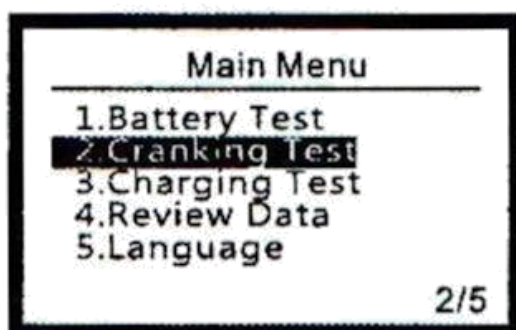 Main Menu
1.Battery Test
2.Cranking Test
3.Charging Test
4.Review Data
5.Language
2/5